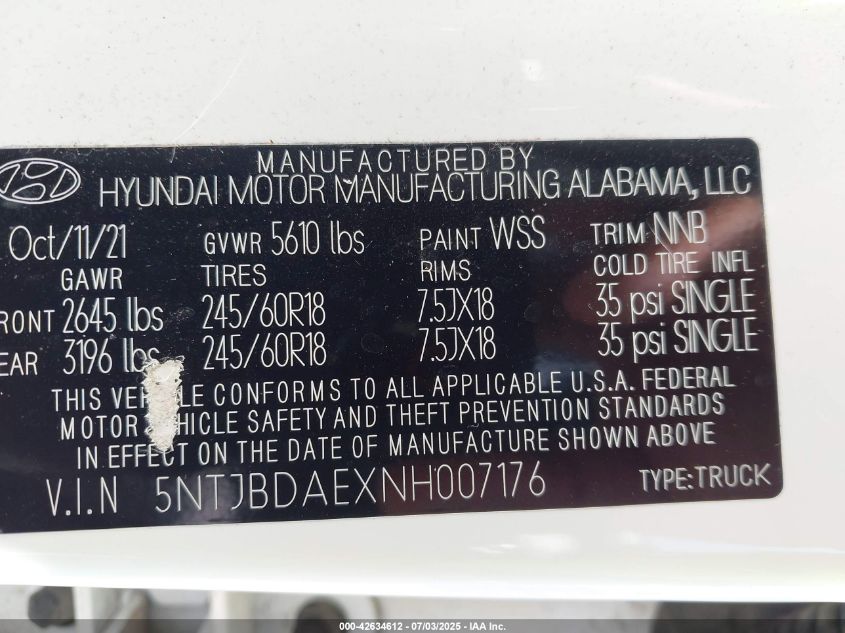 MANUFACTURED BY
HYUNDAI MOTOR MANUFACTURING ALABAMA, LLC
Oct/11/21 GVWR 5610 lbs PAINT WSS TRIM NNB
GAWR TIRES RIMS COLD TIRE INFL
RONT 2645 lbs 245/60R18 7.5JX18 35 psi SINGLE
EAR 3196 lbs 245/60R18 7.5JX18 35 psi SINGLE
THIS CONFORMS TO ALL APPLICABLE U.S.A. FEDERAL
MOTOR SAFETY AND THEFT PREVENTION STANDARDS
IN EFFECT ON THE DATE OF MANUFACTURE SHOWN ABOVE
V.I.N 5NTJBDAEXNH007176 TYPE:TRUCK
000-42634612 - 07/03/2025 - IAA Inc.